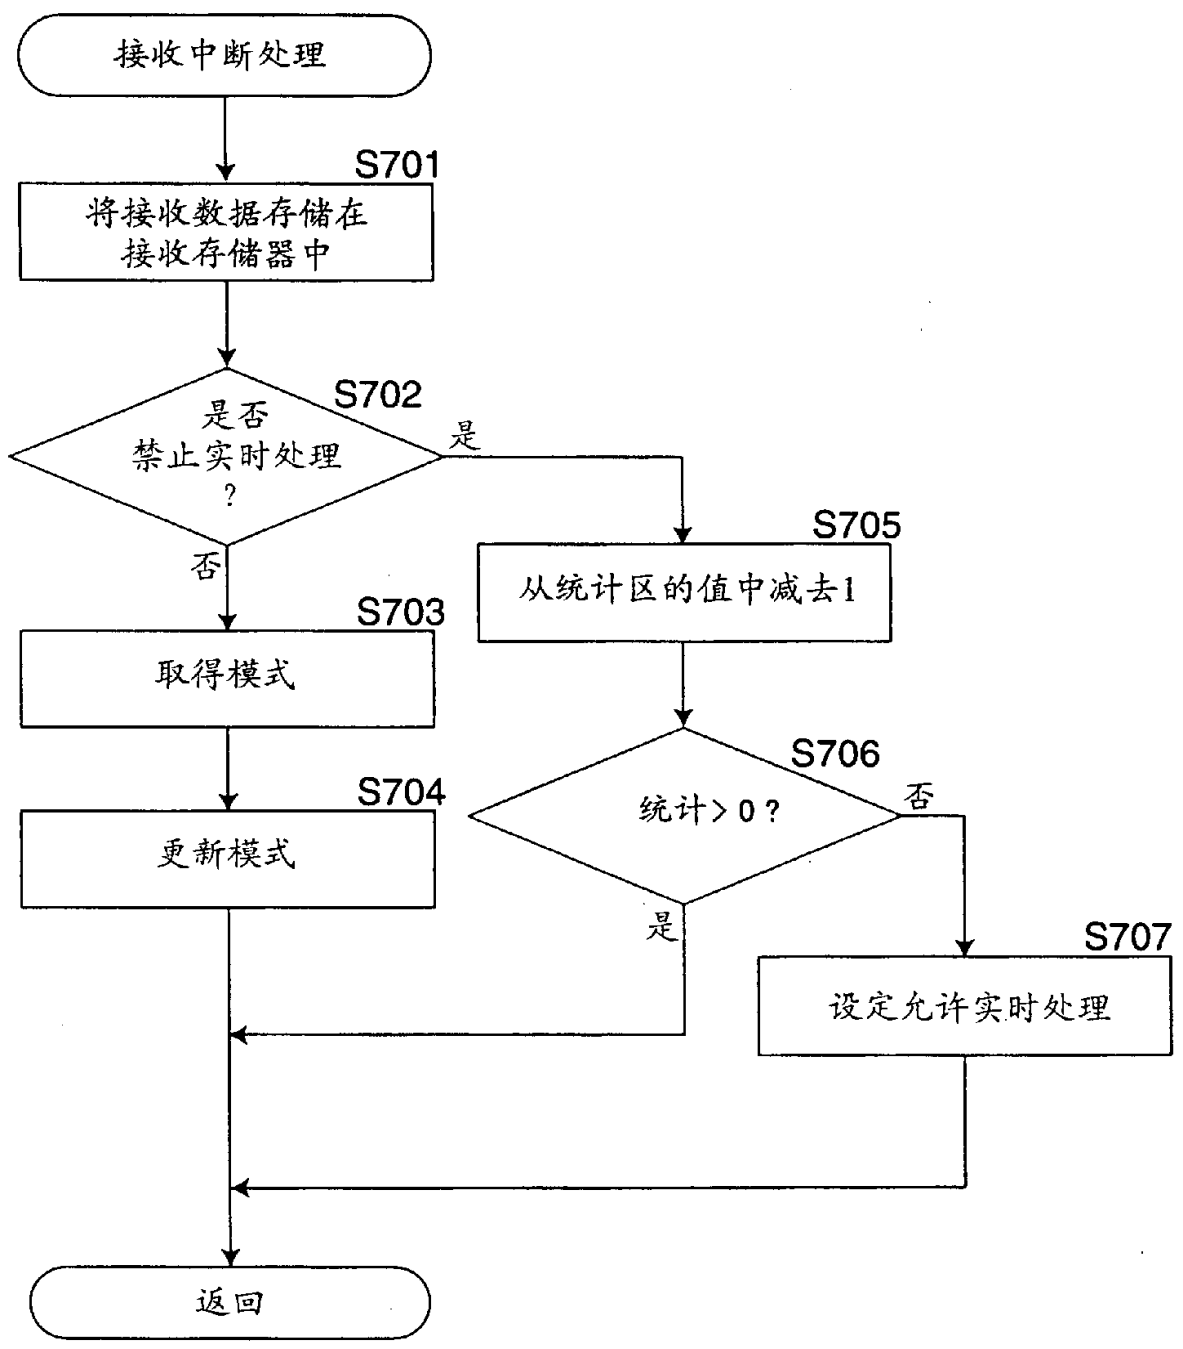 接收中断处理
S701
将接收数据存储在
接收存储器中
S702
是否
禁止实时处理
?
是
否
S703
取得模式
S704
更新模式
S705
从统计区的值中减去1
S706
统计>0?
否
是
S707
设定允许实时处理
返回